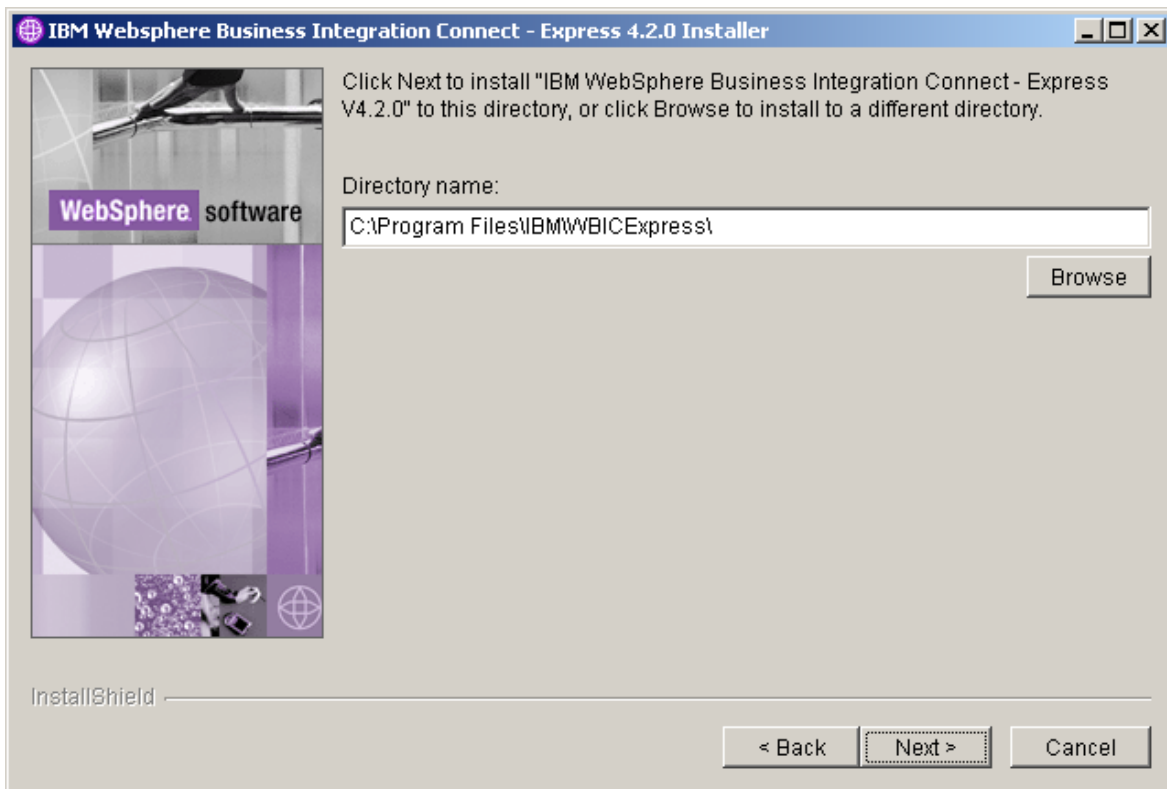 IBM Websphere Business Integration Connect - Express 4.2.0 Installer
Click Next to install "IBM WebSphere Business Integration Connect - Express
V4.2.0" to this directory, or click Browse to install to a different directory.
WebSphere. software
Directory name:
C:\Program Files\IBM\WBICExpress\
Browse
InstallShield
< Back
Next >
Cancel